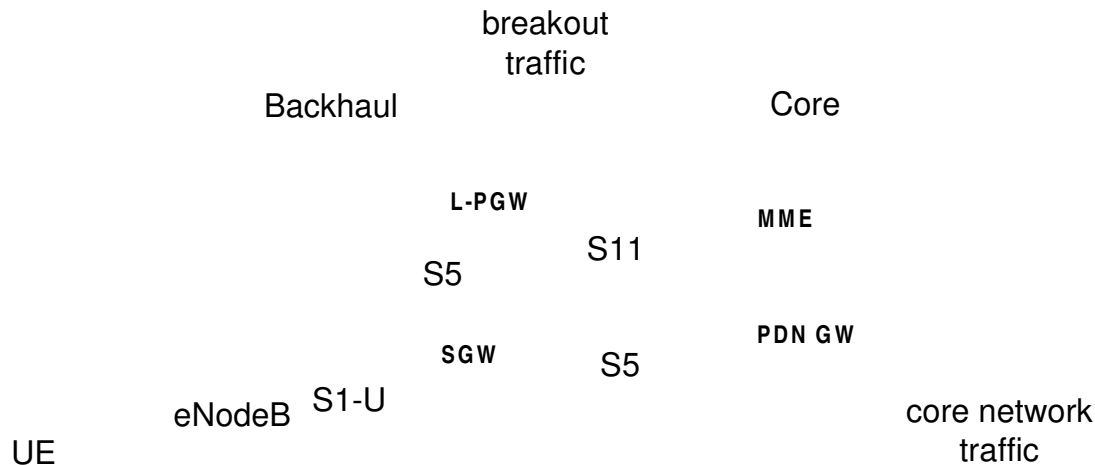 breakout
traffic
Backhaul
Core
L-PGW
MME
S11
S5
PDN GW
SGW
S5
S1-U
eNodeB
core network
traffic
UE